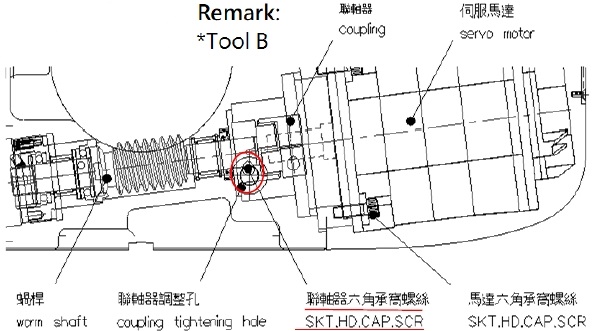 Remark:
*Tool B
聯軸器
coupling
伺服馬達
servo motor
蝸桿
worm shaft
聯軸器調整孔
coupling tightening hole
聯軸器六角承窩螺絲
SKT.HD.CAP.SCR
馬達六角承窩螺絲
SKT.HD.CAP.SCR